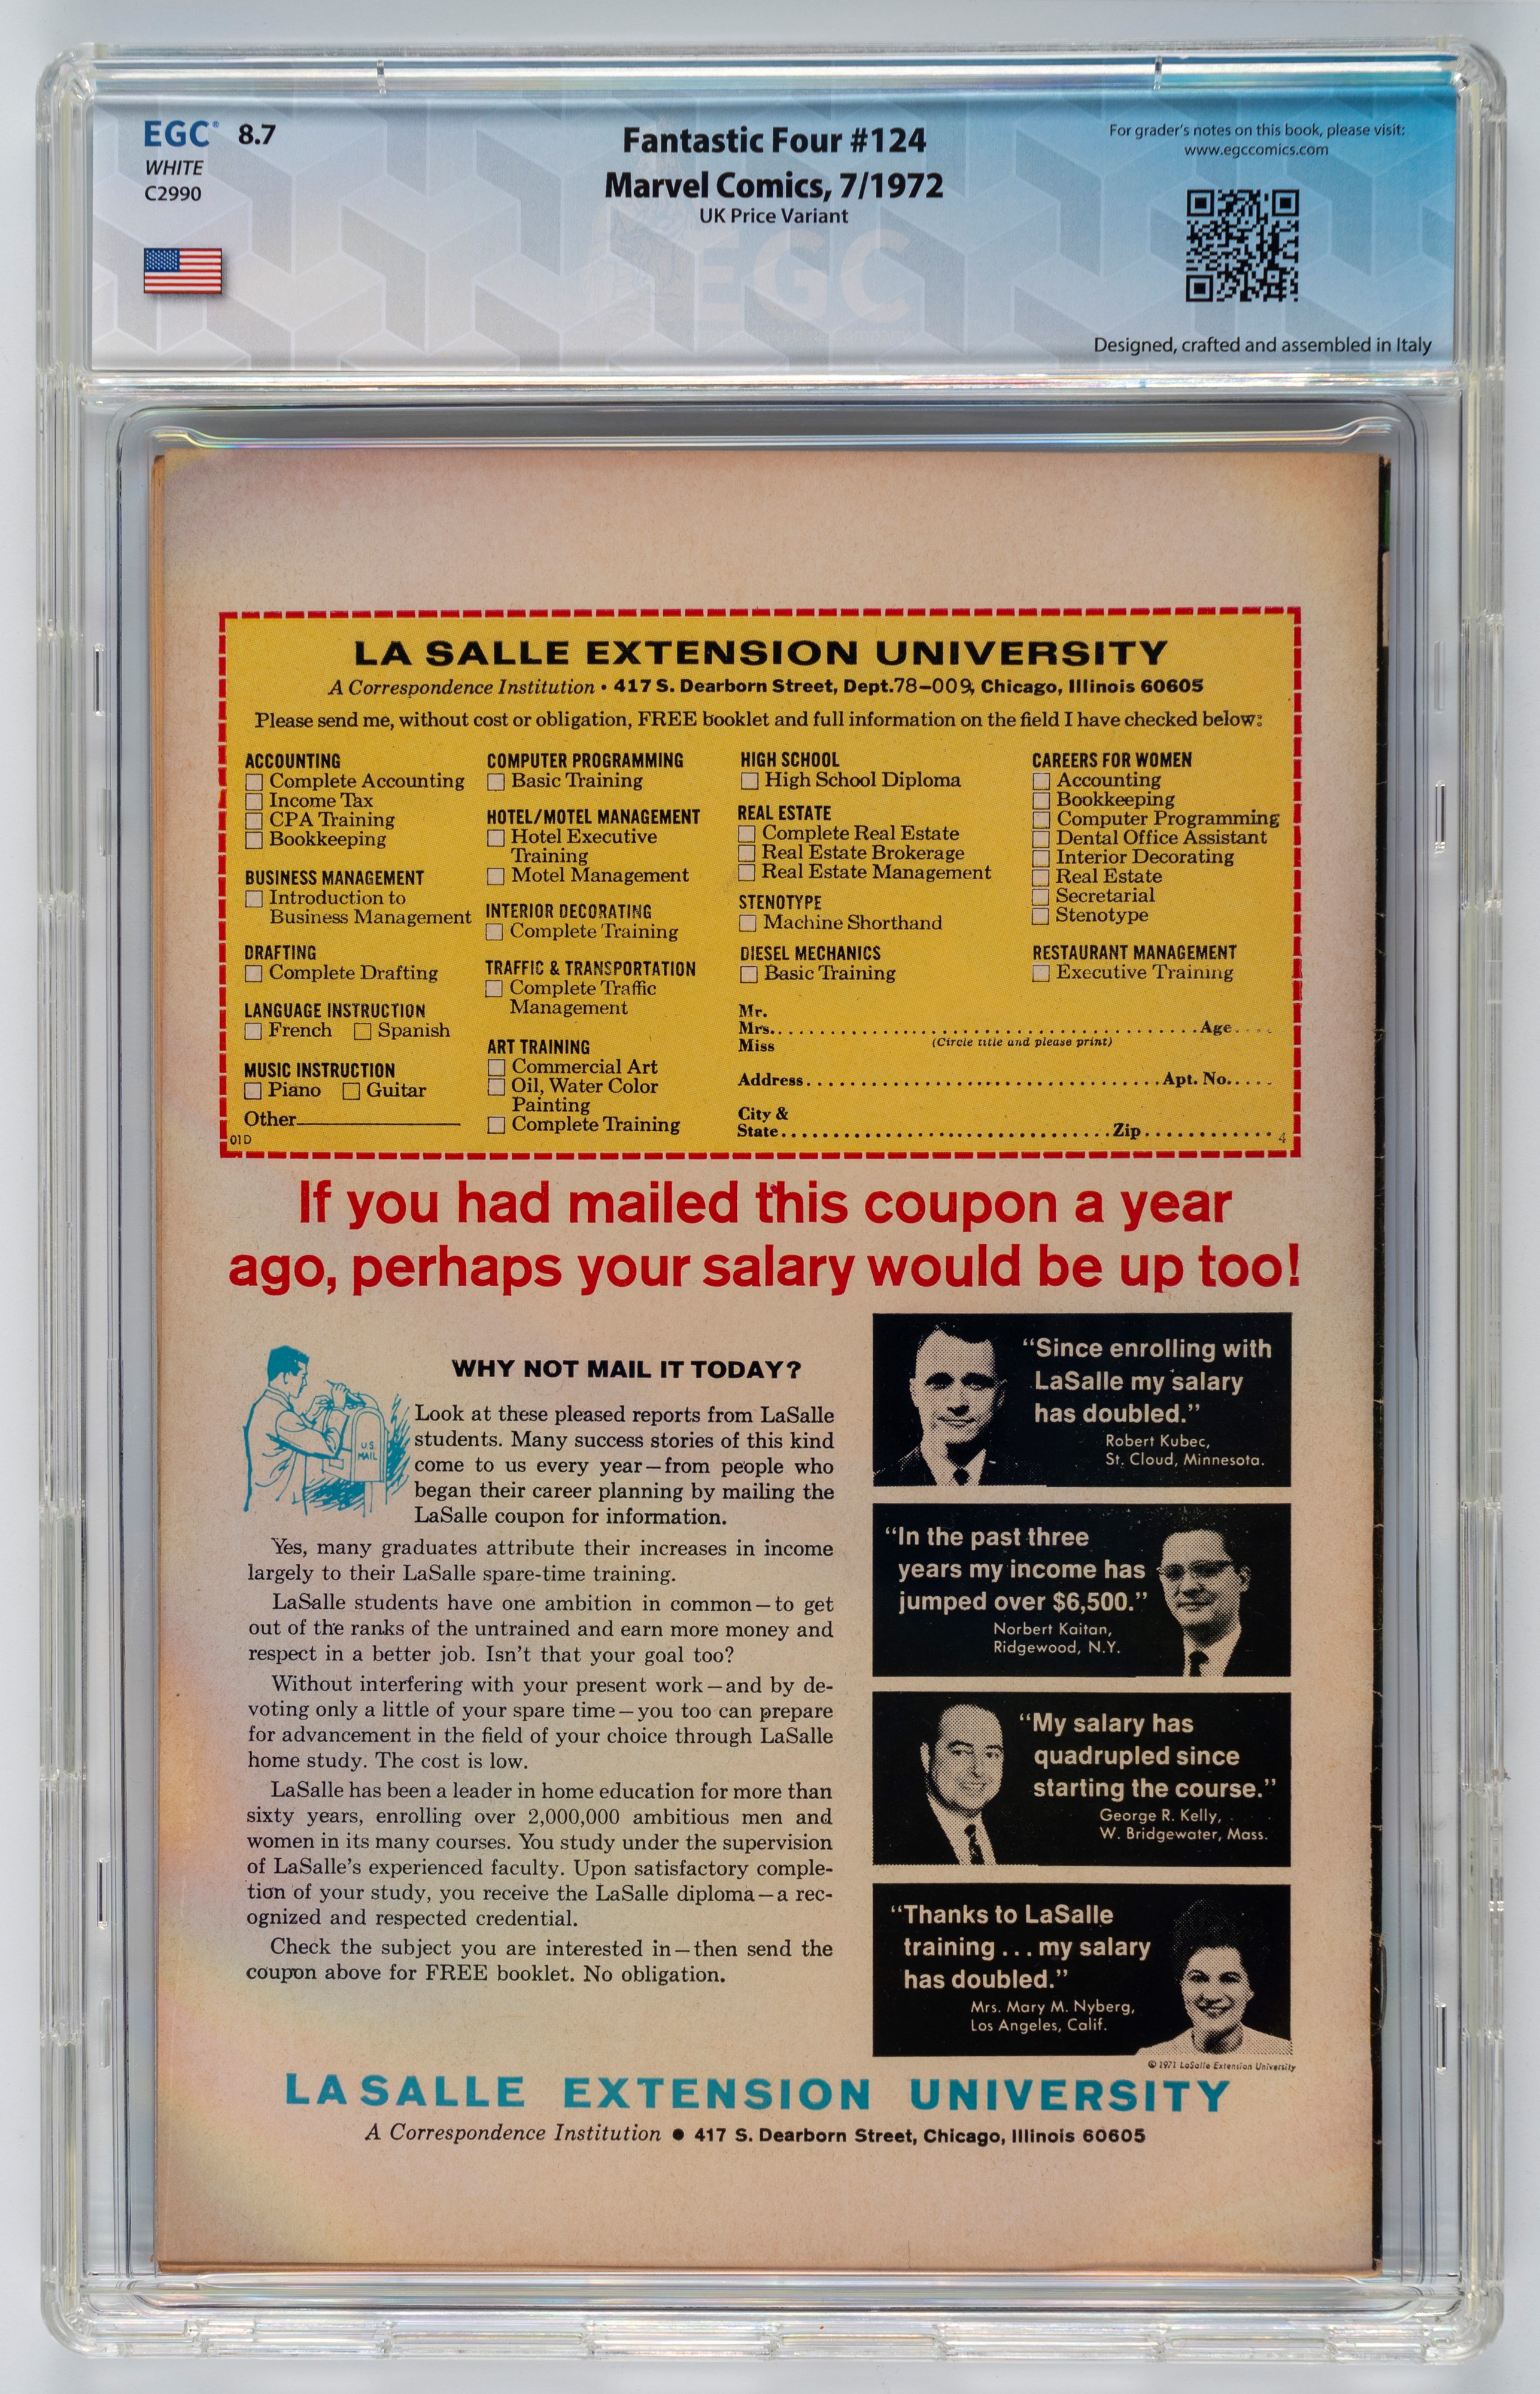 EGC® 8.7
WHITE
C2990
Fantastic Four #124
Marvel Comics, 7/1972
UK Price Variant
EGC
For grader's notes on this book, please visit:
www.egccomics.com
Designed, crafted and assembled in Italy
LA SALLE EXTENSION UNIVERSITY
A Correspondence Institution • 417 S. Dearborn Street, Dept.78-009, Chicago, Illinois 60605
Please send me, without cost or obligation, FREE booklet and full information on the field I have checked below:
ACCOUNTING
Complete Accounting
Income Tax
CPA Training
Bookkeeping
BUSINESS MANAGEMENT
Introduction to
Business Management
DRAFTING
Complete Drafting
LANGUAGE INSTRUCTION
French Spanish
MUSIC INSTRUCTION
Piano Guitar
Other
01D
COMPUTER PROGRAMMING
Basic Training
HOTEL/MOTEL MANAGEMENT
Hotel Executive
Training
Motel Management
INTERIOR DECORATING
Complete Training
TRAFFIC & TRANSPORTATION
Complete Traffic
Management
ART TRAINING
Commercial Art
Oil, Water Color
Painting
Complete Training
HIGH SCHOOL
High School Diploma
REAL ESTATE
Complete Real Estate
Real Estate Brokerage
Real Estate Management
STENOTYPE
Machine Shorthand
DIESEL MECHANICS
Basic Training
CAREERS FOR WOMEN
Accounting
Bookkeeping
Computer Programming
Dental Office Assistant
Interior Decorating
Real Estate
Secretarial
Stenotype
RESTAURANT MANAGEMENT
Executive Training
Mr.
Mrs. Age
Miss (Circle title and please print)
Address Apt. No.
City &
State Zip 4
If you had mailed this coupon a year
ago, perhaps your salary would be up too!
U.S.
MAIL
WHY NOT MAIL IT TODAY?
Look at these pleased reports from LaSalle
students. Many success stories of this kind
come to us every year—from people who
began their career planning by mailing the
LaSalle coupon for information.
Yes, many graduates attribute their increases in income
largely to their LaSalle spare-time training.
LaSalle students have one ambition in common—to get
out of the ranks of the untrained and earn more money and
respect in a better job. Isn't that your goal too?
Without interfering with your present work—and by de-
voting only a little of your spare time—you too can prepare
for advancement in the field of your choice through LaSalle
home study. The cost is low.
LaSalle has been a leader in home education for more than
sixty years, enrolling over 2,000,000 ambitious men and
women in its many courses. You study under the supervision
of LaSalle's experienced faculty. Upon satisfactory comple-
tion of your study, you receive the LaSalle diploma—a rec-
ognized and respected credential.
Check the subject you are interested in—then send the
coupon above for FREE booklet. No obligation.
"Since enrolling with
LaSalle my salary
has doubled."
Robert Kubec,
St. Cloud, Minnesota.
"In the past three
years my income has
jumped over $6,500."
Norbert Kaitan,
Ridgewood, N.Y.
"My salary has
quadrupled since
starting the course."
George R. Kelly,
W. Bridgewater, Mass.
"Thanks to LaSalle
training...my salary
has doubled."
Mrs. Mary M. Nyberg,
Los Angeles, Calif.
© 1971 LaSalle Extension University
LASALLE EXTENSION UNIVERSITY
A Correspondence Institution • 417 S. Dearborn Street, Chicago, Illinois 60605